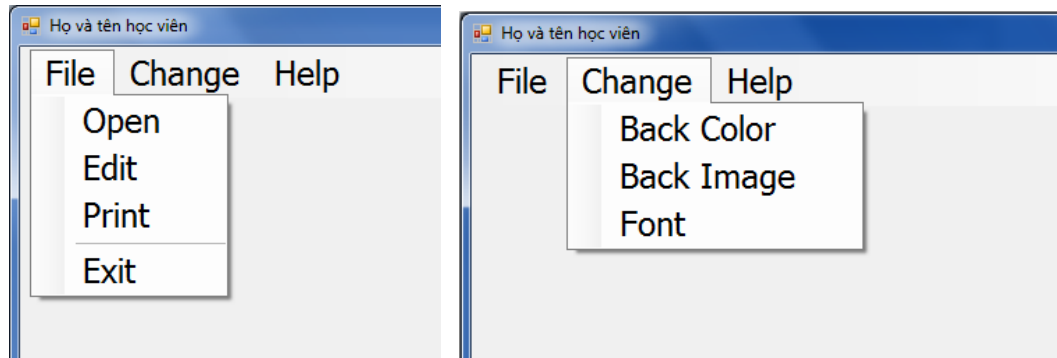 Họ và tên học viên
File Change Help
Open
Edit
Print
Exit
Họ và tên học viên
File Change Help
Back Color
Back Image
Font